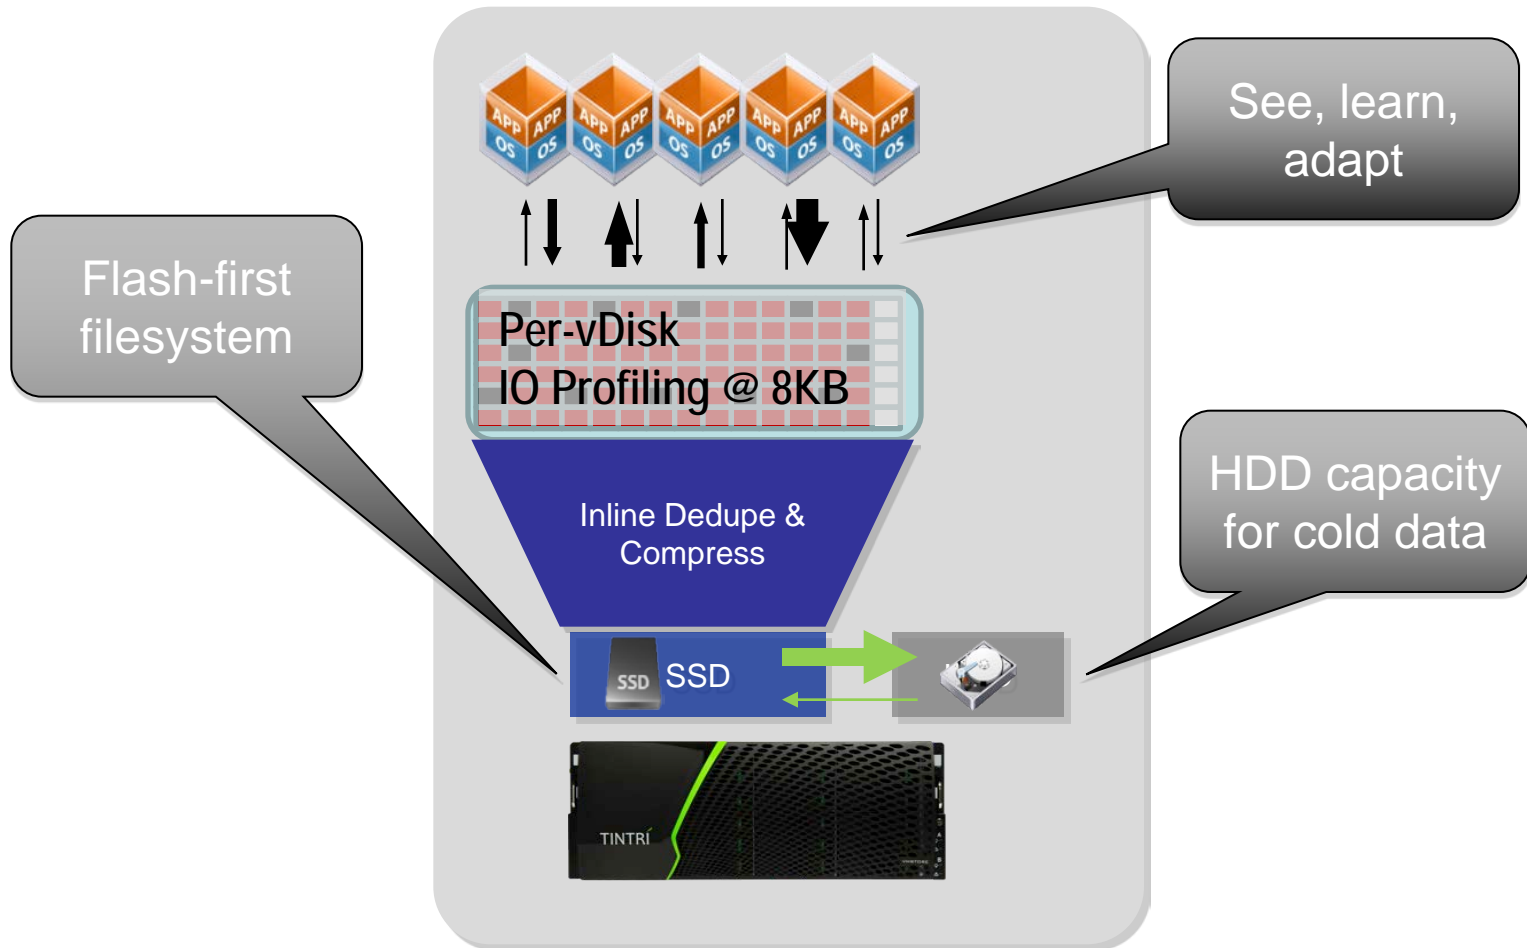 APP APP APP APP APP APP APP APP APP APP
OS OS OS OS OS OS OS OS OS OS
See, learn,
adapt
Flash-first
filesystem
Per-vDisk
IO Profiling @ 8KB
HDD capacity
for cold data
Inline Dedupe &
Compress
SSD SSD
TINTRÍ